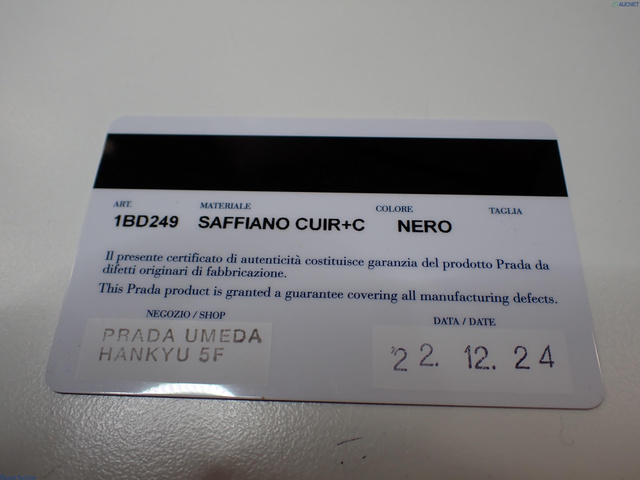 AUCNET
ART. MATERIALE COLORE TAGLIA
1BD249 SAFFIANO CUIR+C NERO
Il presente certificato di autenticità costituisce garanzia del prodotto Prada da
difetti originari di fabbricazione.
This Prada product is granted a guarantee covering all manufacturing defects.
NEGOZIO / SHOP DATA / DATE
PRADA UMEDA
HANKYU 5F
'22. 12. 24